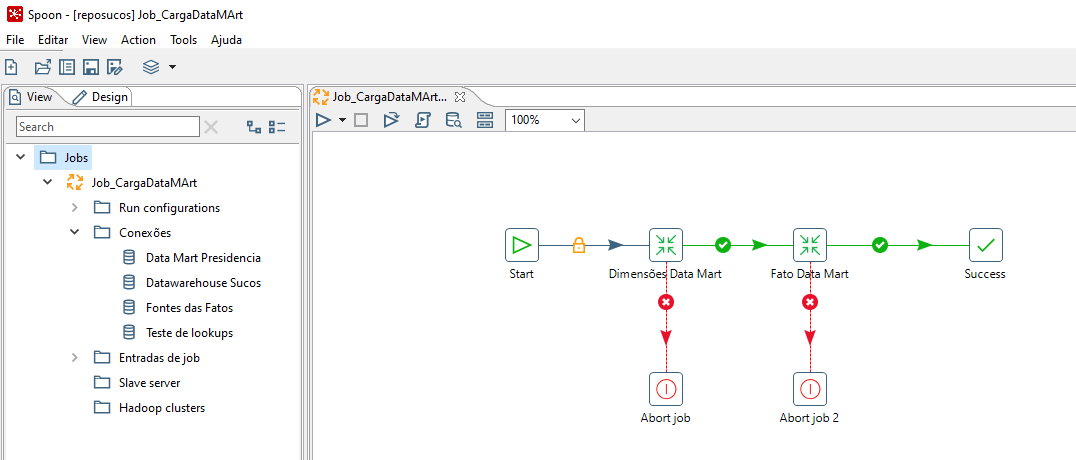 Spoon - [reposucos] Job_CargaDataMArt
File Editar View Action Tools Ajuda
View Design
Search
Jobs
Job_CargaDataMArt
Run configurations
Conexões
Data Mart Presidencia
Datawarehouse Sucos
Fontes das Fatos
Teste de lookups
Entradas de job
Slave server
Hadoop clusters
Job_CargaDataMArt...
100%
Start
Dimensões Data Mart
Fato Data Mart
Success
Abort job
Abort job 2